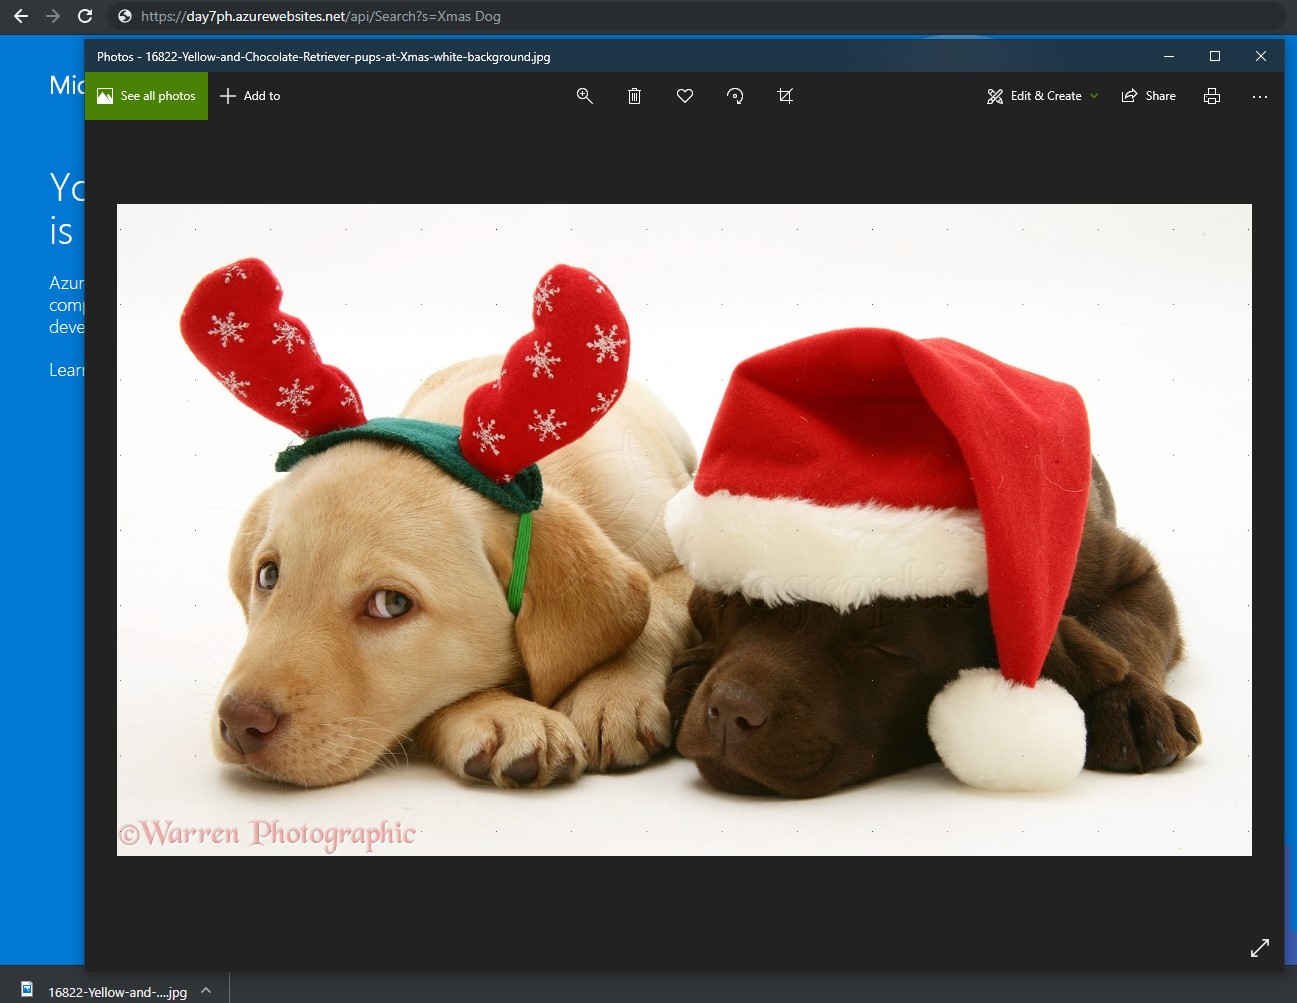 https://day7ph.azurewebsites.net/api/Search?s=Xmas Dog
Photos - 16822-Yellow-and-Chocolate-Retriever-pups-at-Xmas-white-background.jpg
See all photos
Add to
Edit & Create
Share
Mic
Yo
is
Azur
comp
deve
Learn
©Warren Photographic
16822-Yellow-and-....jpg